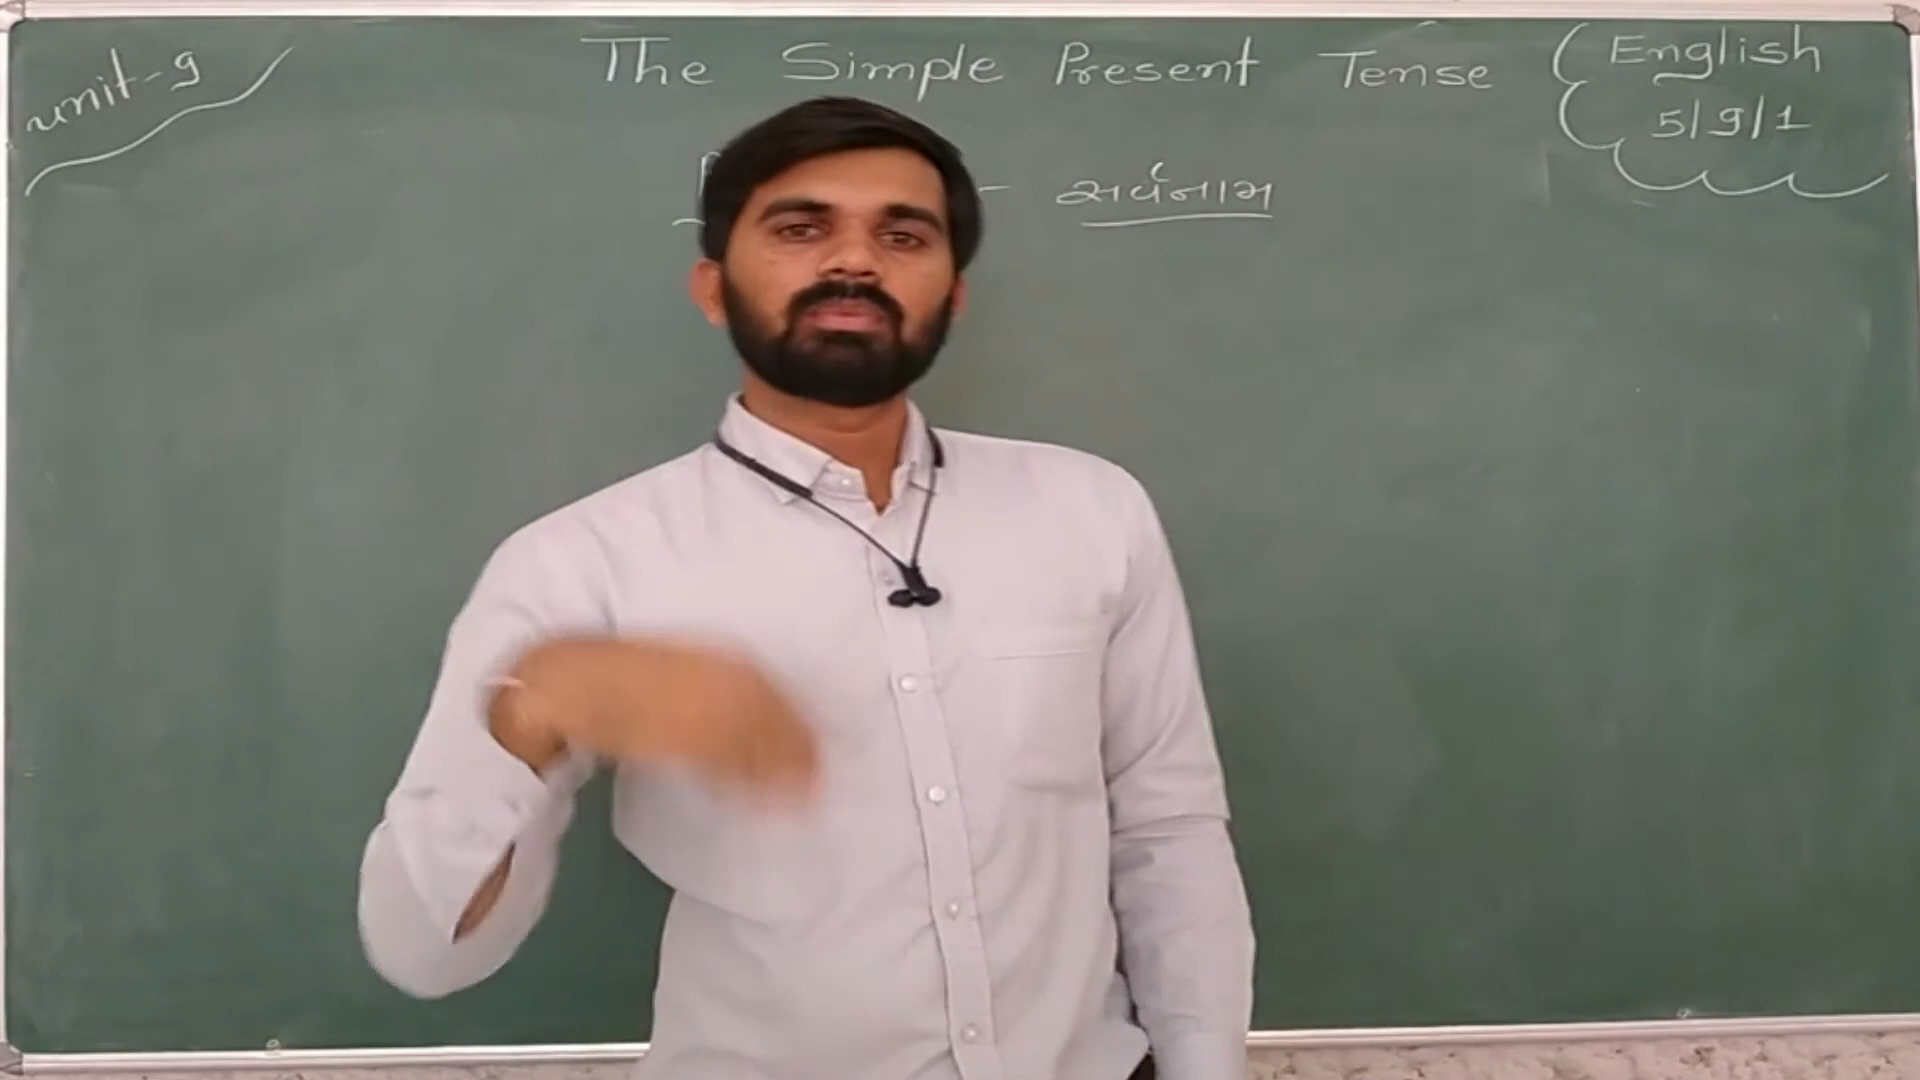 unit-9
The Simple Present Tense
English
5/9/1
- સર્વનામ